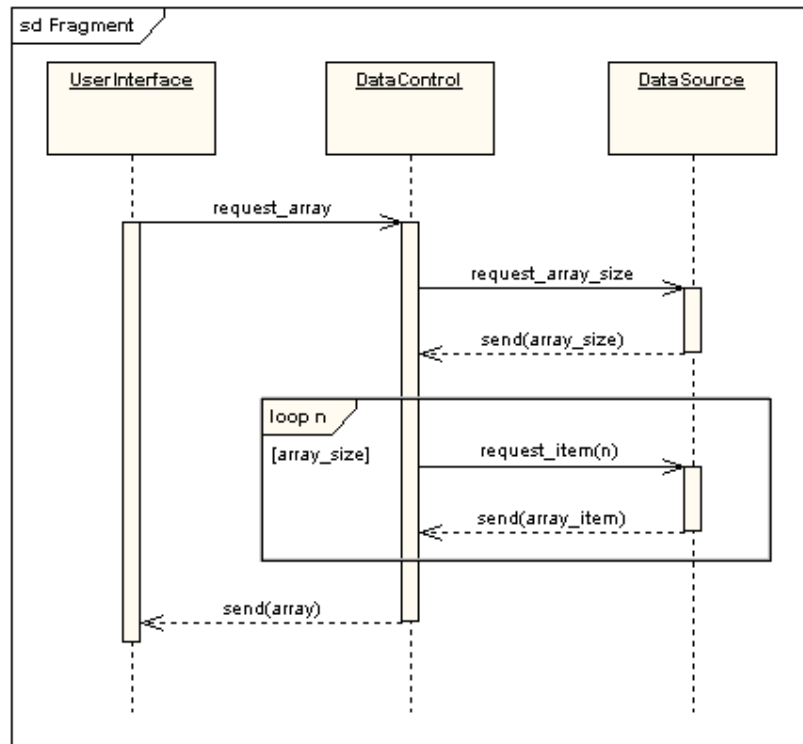 sd Fragment
UserInterface
DataControl
DataSource
request_array
request_array_size
send(array_size)
loop n
[array_size]
request_item(n)
send(array_item)
send(array)